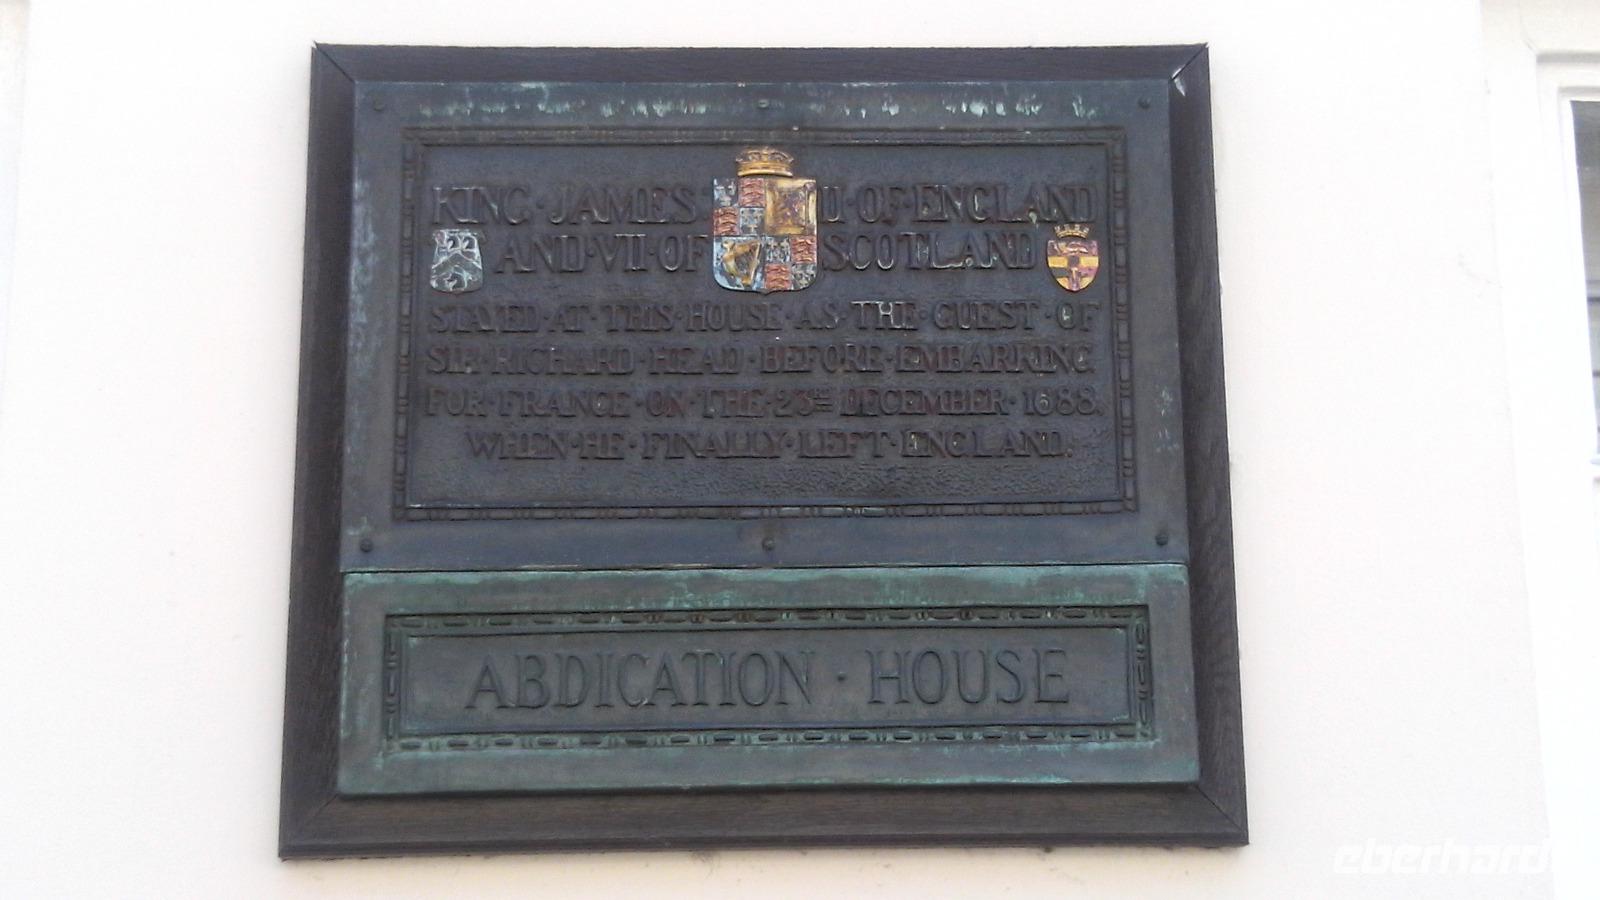 KING·JAMES·II·OF·ENGLAND
AND·VII·OF SCOTLAND
STAYED·AT·THIS·HOUSE·AS·THE·GUEST·OF
SIR·RICHARD·HEAD·BEFORE·EMBARKING
FOR·FRANCE·ON·THE·23RD DECEMBER·1688,
WHEN·HE·FINALLY·LEFT·ENGLAND.
ABDICATION·HOUSE
eberhardt